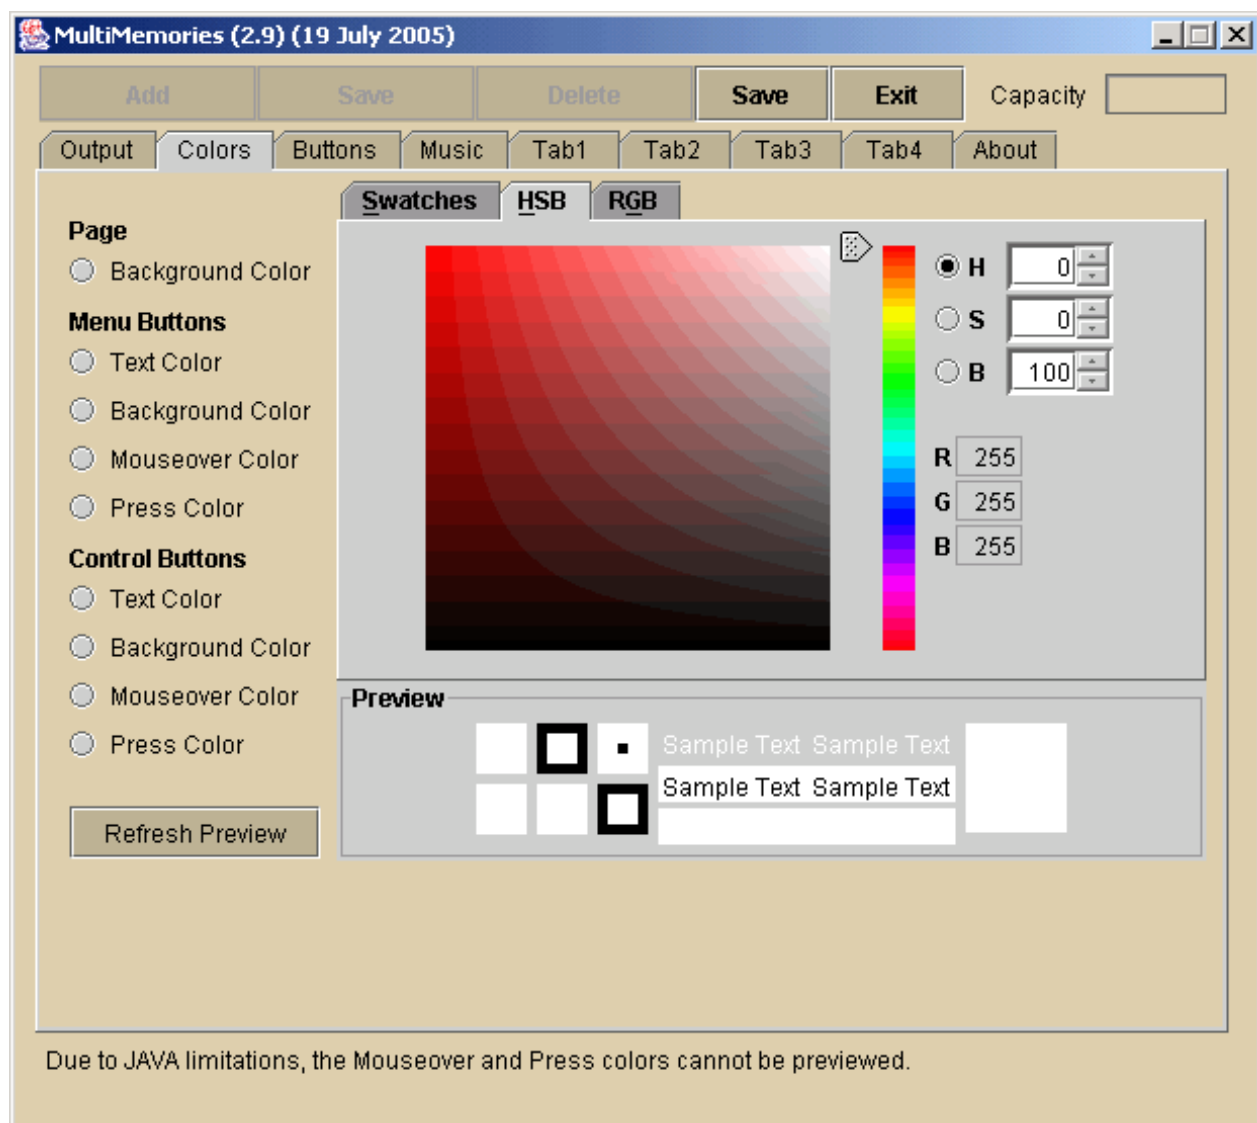 MultiMemories (2.9) (19 July 2005)
Add Save Delete Save Exit Capacity
Output Colors Buttons Music Tab1 Tab2 Tab3 Tab4 About
Swatches HSB RGB
Page
Background Color
Menu Buttons
Text Color
Background Color
Mouseover Color
Press Color
Control Buttons
Text Color
Background Color
Mouseover Color
Press Color
Refresh Preview
H 0
S 0
B 100
R 255
G 255
B 255
Preview
Sample Text Sample Text
Sample Text Sample Text
Due to JAVA limitations, the Mouseover and Press colors cannot be previewed.